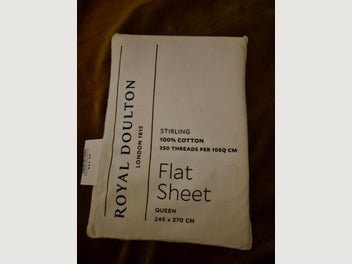 ROYAL DOULTON
LONDON 1815
STIRLING
100% COTTON
250 THREADS PER 10SQ CM
Flat
Sheet
QUEEN
245 x 270 CM